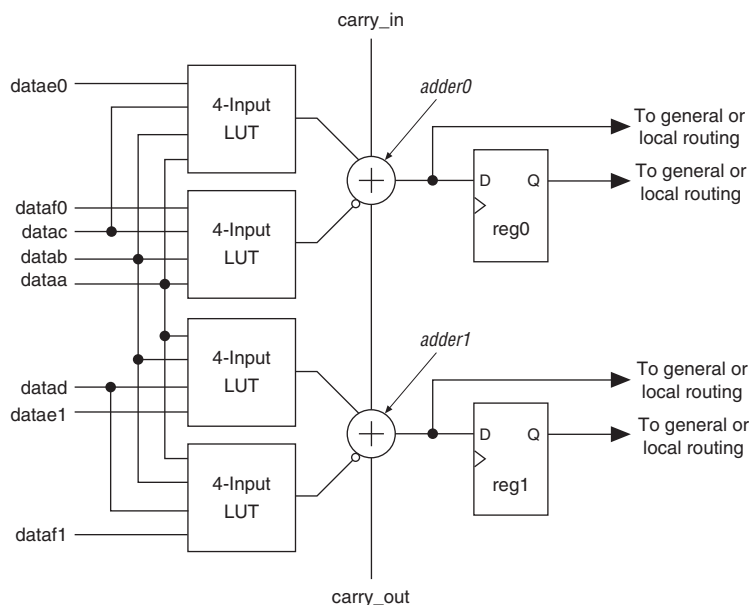 carry_in
adder0
datae0
4-Input
LUT
To general or
local routing
D Q
reg0
To general or
local routing
dataf0
datac
datab
dataa
4-Input
LUT
4-Input
LUT
adder1
To general or
local routing
datad
datae1
D Q
reg1
To general or
local routing
4-Input
LUT
dataf1
carry_out